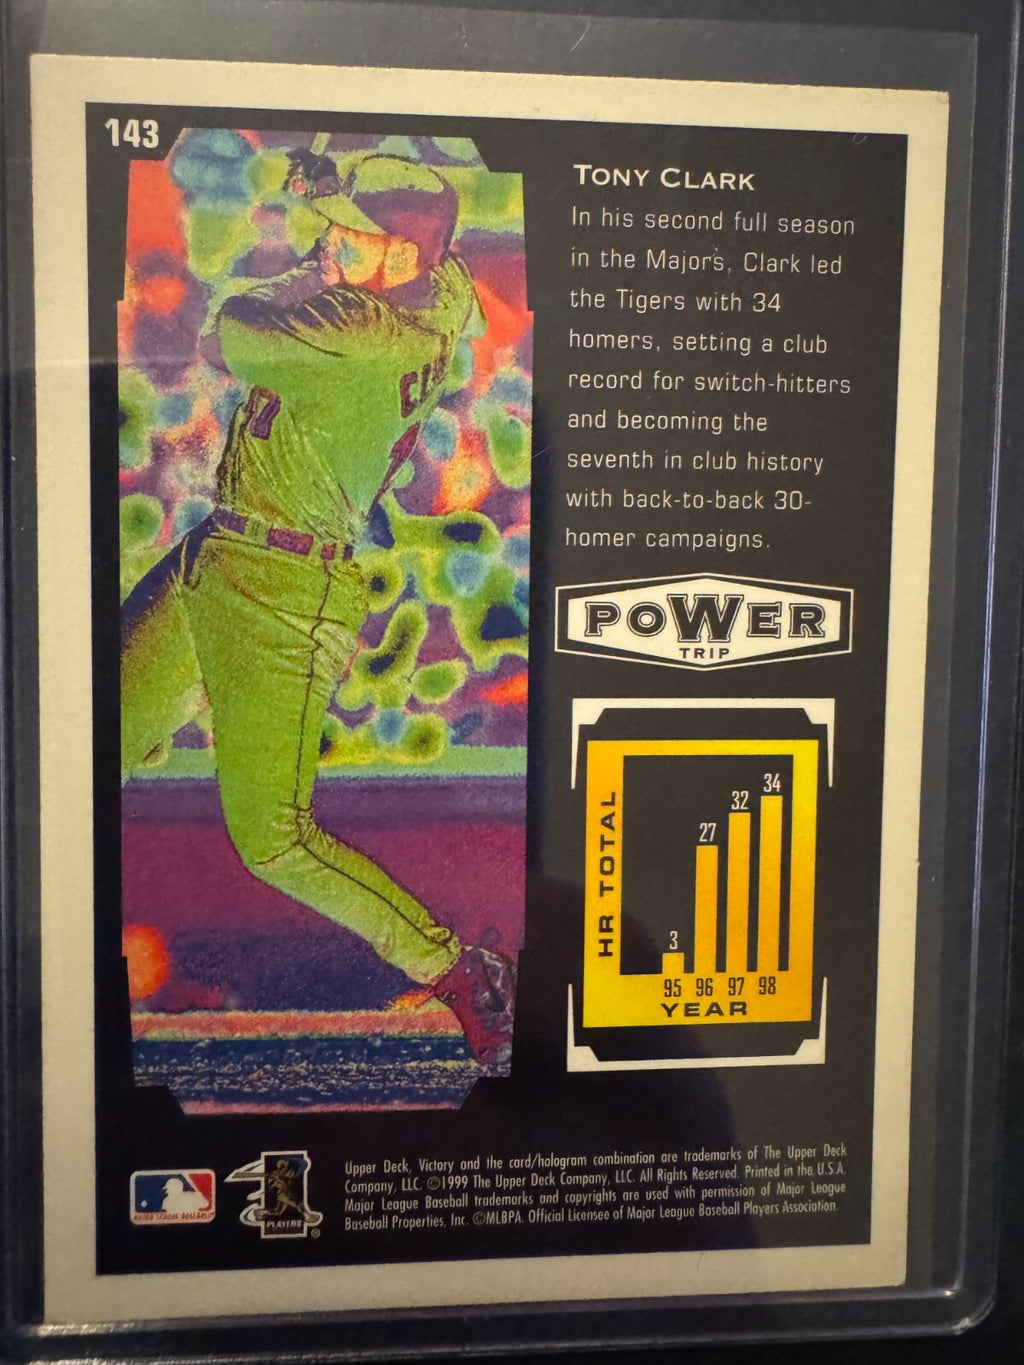 143
TONY CLARK
In his second full season
in the Majors, Clark led
the Tigers with 34
homers, setting a club
record for switch-hitters
and becoming the
seventh in club history
with back-to-back 30-
homer campaigns.
POWER
TRIP
HR TOTAL
3 27 32 34
95 96 97 98
YEAR
MAJOR LEAGUE BASEBALL
PLAYERS
Upper Deck, Victory and the card/hologram combination are trademarks of The Upper Deck
Company, LLC. ©1999 The Upper Deck Company, LLC. All Rights Reserved. Printed in the U.S.A.
Major League Baseball trademarks and copyrights are used with permission of Major League
Baseball Properties, Inc. ©MLBPA. Official Licensee of Major League Baseball Players Association.